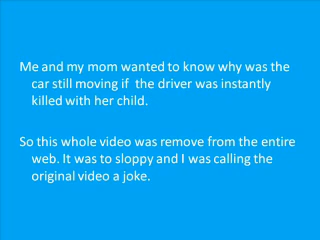 Me and my mom wanted to know why was the
car still moving if  the driver was instantly
killed with her child.
So this whole video was remove from the entire
web. It was to sloppy and I was calling the
original video a joke.